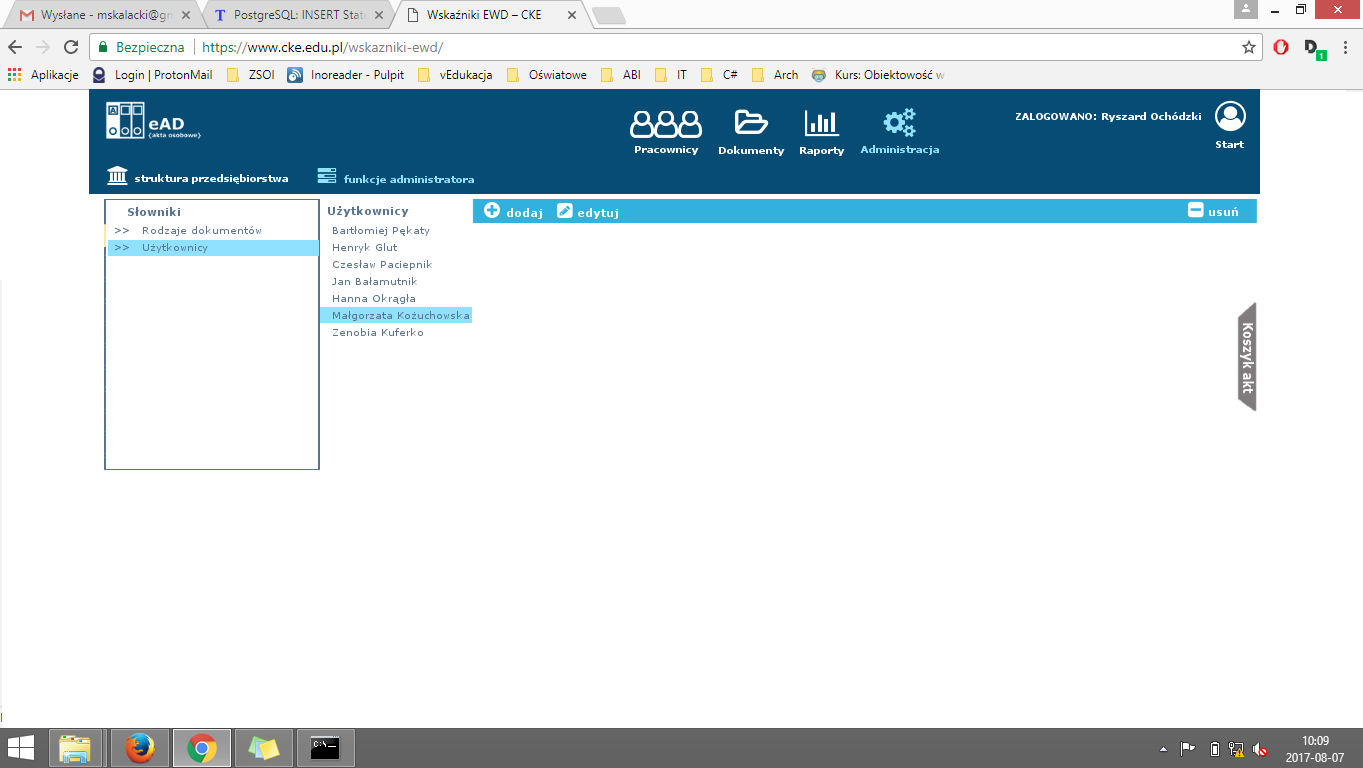 Wysłane - mskalacki@gm
PostgreSQL: INSERT State
Wskaźniki EWD – CKE
Bezpieczna
https://www.cke.edu.pl/wskazniki-ewd/
Aplikacje
Login | ProtonMail
ZSOI
Inoreader - Pulpit
vEdukacja
Oświatowe
ABI
IT
C#
Arch
Kurs: Obiektowość w
eAD
{akta osobowe}
Pracownicy
Dokumenty
Raporty
Administracja
ZALOGOWANO: Ryszard Ochódzki
Start
struktura przedsiębiorstwa
funkcje administratora
Słowniki
>> Rodzaje dokumentów
>> Użytkownicy
Użytkownicy
Bartłomiej Pękaty
Henryk Glut
Czesław Paciepnik
Jan Bałamutnik
Hanna Okrągła
Małgorzata Kożuchowska
Zenobia Kuferko
dodaj
edytuj
usuń
Koszyk akt
10:09
2017-08-07